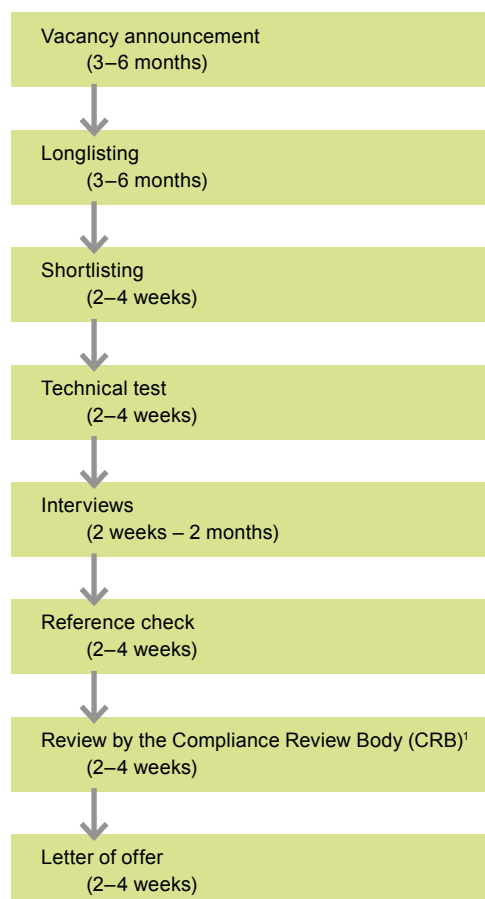 Vacancy announcement
(3–6 months)
Longlisting
(3–6 months)
Shortlisting
(2–4 weeks)
Technical test
(2–4 weeks)
Interviews
(2 weeks – 2 months)
Reference check
(2–4 weeks)
Review by the Compliance Review Body (CRB)¹
(2–4 weeks)
Letter of offer
(2–4 weeks)